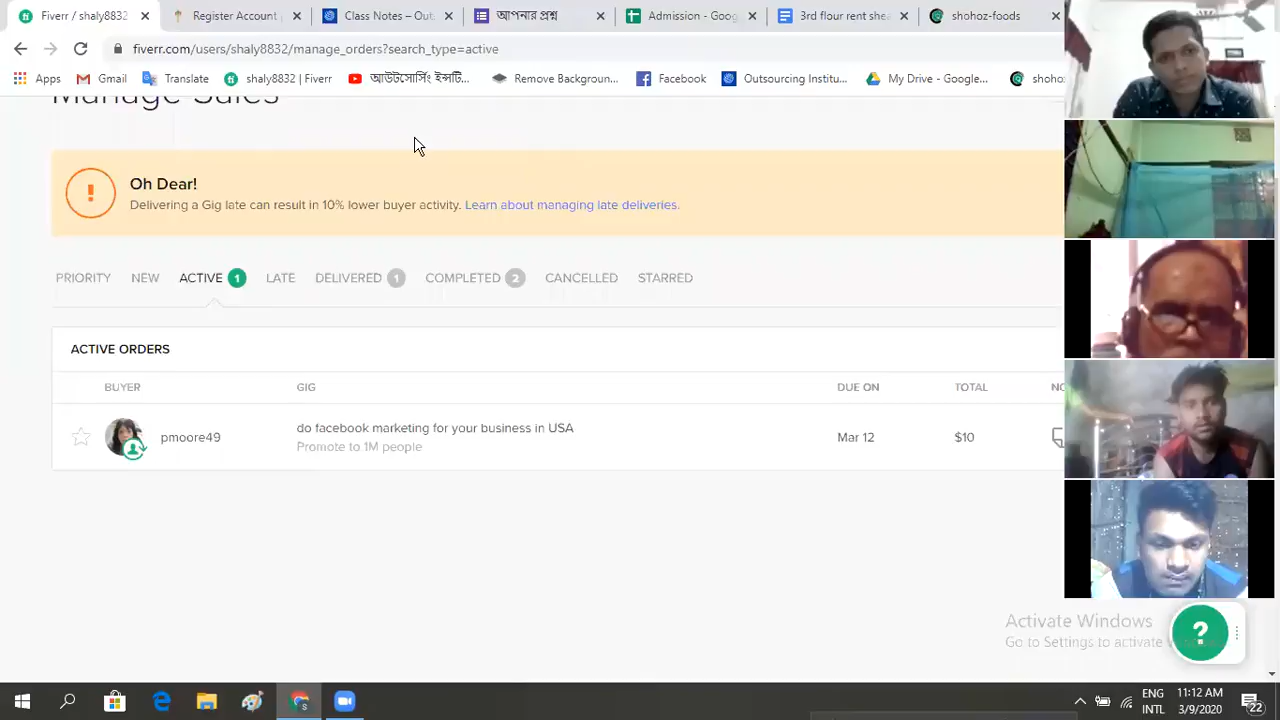 Fiverr / shaly8832
Register Account
Class Notes – Out
আপনার প্রশ্ন
Admission - Goog
3rd floor rent shee
shohoz-foods
fiverr.com/users/shaly8832/manage_orders?search_type=active
Apps
Gmail
Translate
shaly8832 | Fiverr
আউটসোর্সিং ইনস্টি...
Remove Backgroun...
Facebook
Outsourcing Institu...
My Drive - Google...
shoho
Manage Sales
Oh Dear!
Delivering a Gig late can result in 10% lower buyer activity. Learn about managing late deliveries.
PRIORITY NEW ACTIVE 1 LATE DELIVERED 1 COMPLETED 2 CANCELLED STARRED
ACTIVE ORDERS
BUYER GIG DUE ON TOTAL NO
pmoore49 do facebook marketing for your business in USA Mar 12 $10
Promote to 1M people
Activate Windows
Go to Settings to activate
ENG 11:12 AM
INTL 3/9/2020 22